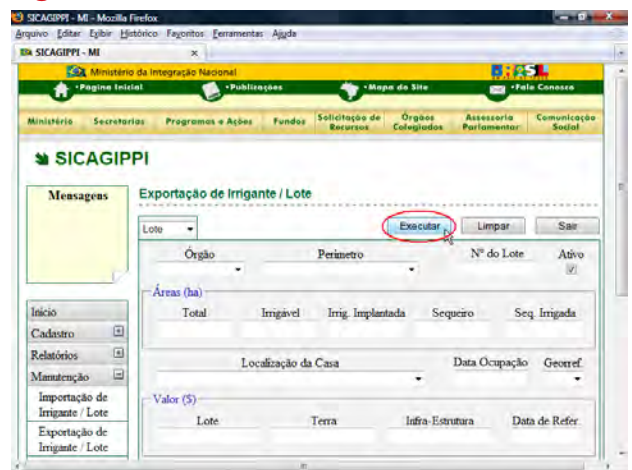 SICAGIPPI - MI - Mozilla Firefox
Arquivo Editar Exibir Histórico Favoritos Ferramentas Ajuda
SICAGIPPI - MI
Ministério da Integração Nacional
Pagina Inicial Publicações Mapa do Site Fale Conosco
Ministério Secretarias Programas e Ações Fundos Solicitação de Recursos Órgãos Colegiados Assessoria Parlamentar Comunicação Social
SICAGIPPI
Mensagens
Exportação de Irrigante / Lote
Lote Executar Limpar Sair
Órgão Perimetro Nº do Lote Ativo
Áreas (ha)
Total Irrigável Irrig. Implantada Sequeiro Seq. Irrigada
Localização da Casa Data Ocupação Georref.
Valor ($)
Lote Terra Infra-Estrutura Data de Refer.
Início
Cadastro
Relatórios
Manutenção
Importação de
Irrigante / Lote
Exportação de
Irrigante / Lote